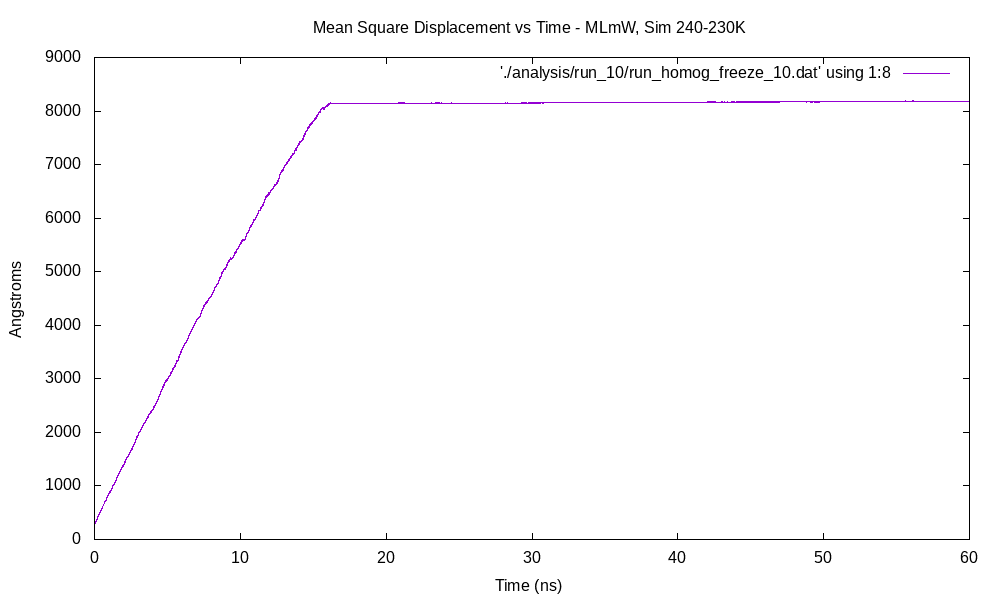 Mean Square Displacement vs Time - MLmW, Sim 240-230K
'./analysis/run_10/run_homog_freeze_10.dat' using 1:8
9000
8000
7000
6000
5000
4000
3000
2000
1000
0
Angstroms
0 10 20 30 40 50 60
Time (ns)